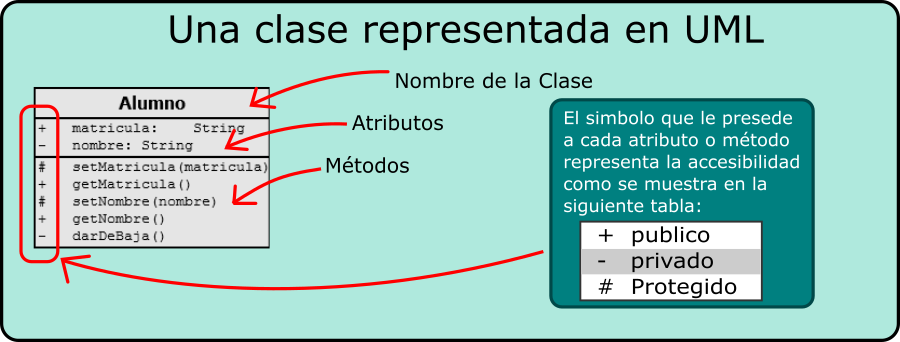 Una clase representada en UML
Nombre de la Clase
Alumno
+ matricula: String
- nombre: String
Atributos
# setMatricula(matricula)
+ getMatricula()
# setNombre(nombre)
+ getNombre()
- darDeBaja()
Métodos
El simbolo que le presede
a cada atributo o método
representa la accesibilidad
como se muestra en la
siguiente tabla:
+ publico
- privado
# Protegido